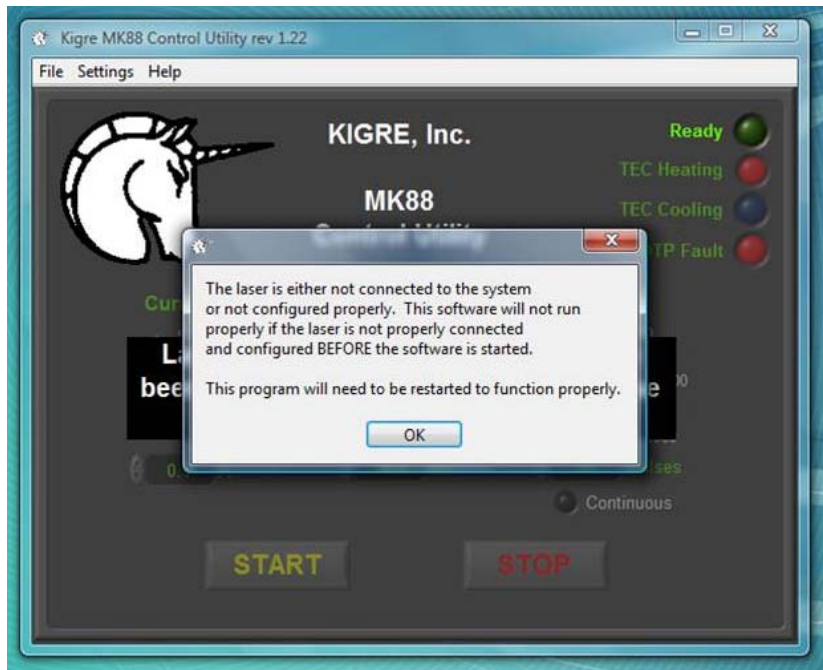 Kigre MK88 Control Utility rev 1.22
File Settings Help
KIGRE, Inc.
Ready
TEC Heating
MK88
TEC Cooling
Control Utility
TP Fault
The laser is either not connected to the system
or not configured properly. This software will not run
properly if the laser is not properly connected
and configured BEFORE the software is started.
This program will need to be restarted to function properly.
OK
Continuous
START
STOP